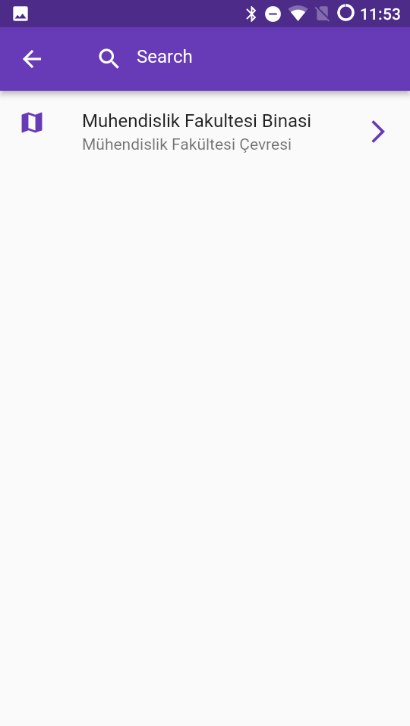 11:53
Search
Muhendislik Fakultesi Binasi
Mühendislik Fakültesi Çevresi